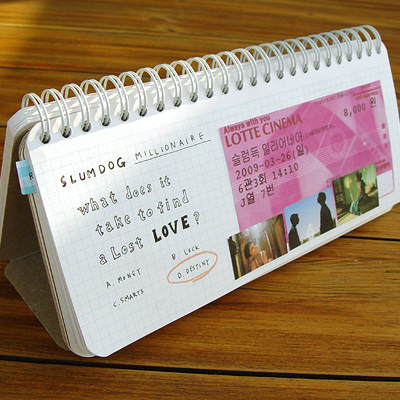 SLUMDOG MILLIONAIRE
What does it
take to find
a Lost LOVE?
A. MONEY
B. LUCK
C. SMARTS
D. DESTINY
Always with you
LOTTE CINEMA
8,000 원
슬럼독 밀리어네어
2009-03-26(일)
6관3회 14:10
J열 7번
R